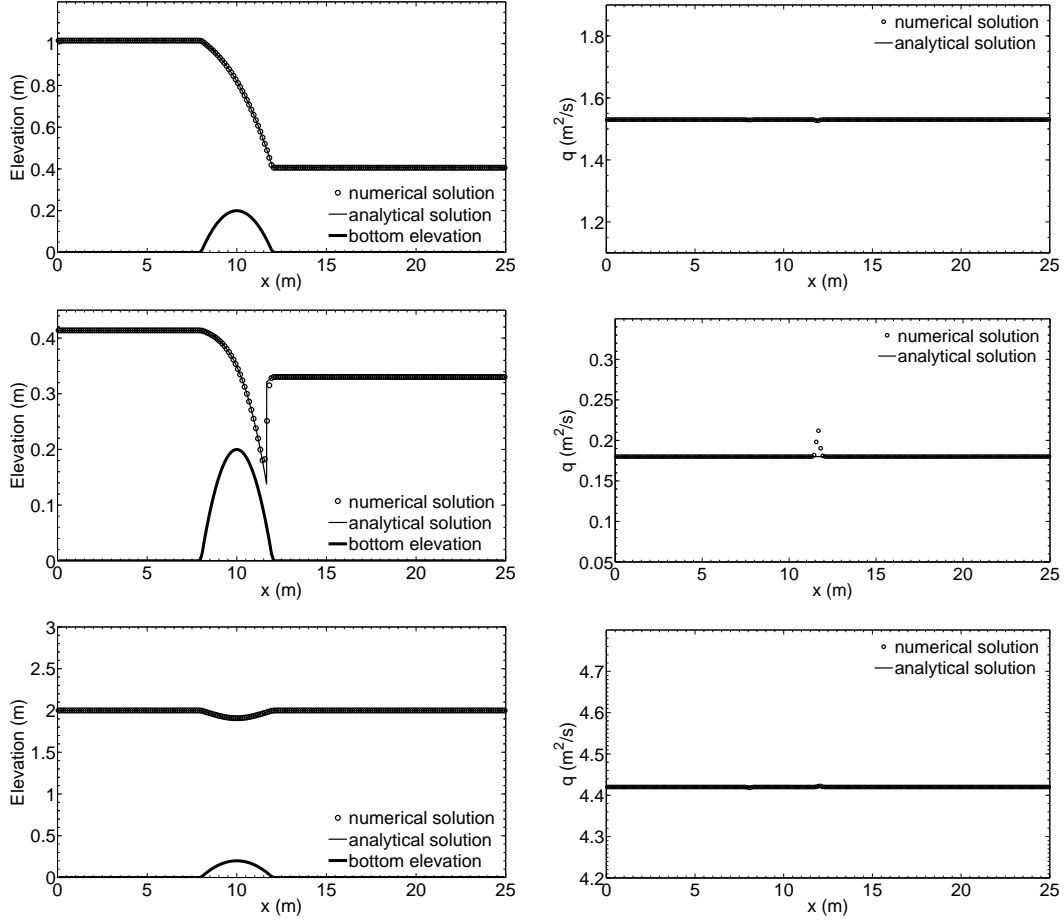 1
0.8
0.6
0.4
0.2
0
Elevation (m)
numerical solution
analytical solution
bottom elevation
0 5 10 15 20 25
x (m)
1.8
1.7
1.6
1.5
1.4
1.3
1.2
q (m²/s)
numerical solution
analytical solution
0 5 10 15 20 25
x (m)
0.4
0.3
0.2
0.1
0
Elevation (m)
numerical solution
analytical solution
bottom elevation
0 5 10 15 20 25
x (m)
0.3
0.25
0.2
0.15
0.1
0.05
q (m²/s)
numerical solution
analytical solution
0 5 10 15 20 25
x (m)
3
2.5
2
1.5
1
0.5
0
Elevation (m)
numerical solution
analytical solution
bottom elevation
0 5 10 15 20 25
x (m)
4.7
4.6
4.5
4.4
4.3
4.2
q (m²/s)
numerical solution
analytical solution
0 5 10 15 20 25
x (m)